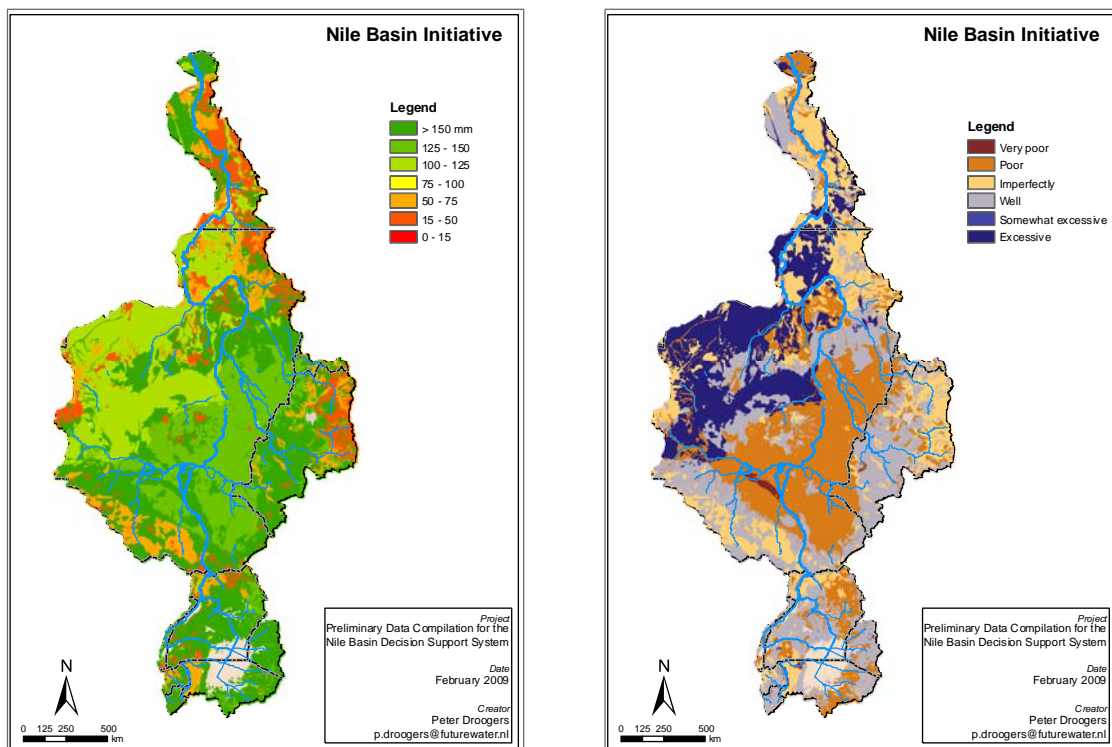 Nile Basin Initiative
Legend
> 150 mm
125 - 150
100 - 125
75 - 100
50 - 75
15 - 50
0 - 15
N
0 125 250 500
km
Project
Preliminary Data Compilation for the
Nile Basin Decision Support System
Date
February 2009
Creator
Peter Droogers
p.droogers@futurewater.nl
Nile Basin Initiative
Legend
Very poor
Poor
Imperfectly
Well
Somewhat excessive
Excessive
N
0 125 250 500
km
Project
Preliminary Data Compilation for the
Nile Basin Decision Support System
Date
February 2009
Creator
Peter Droogers
p.droogers@futurewater.nl